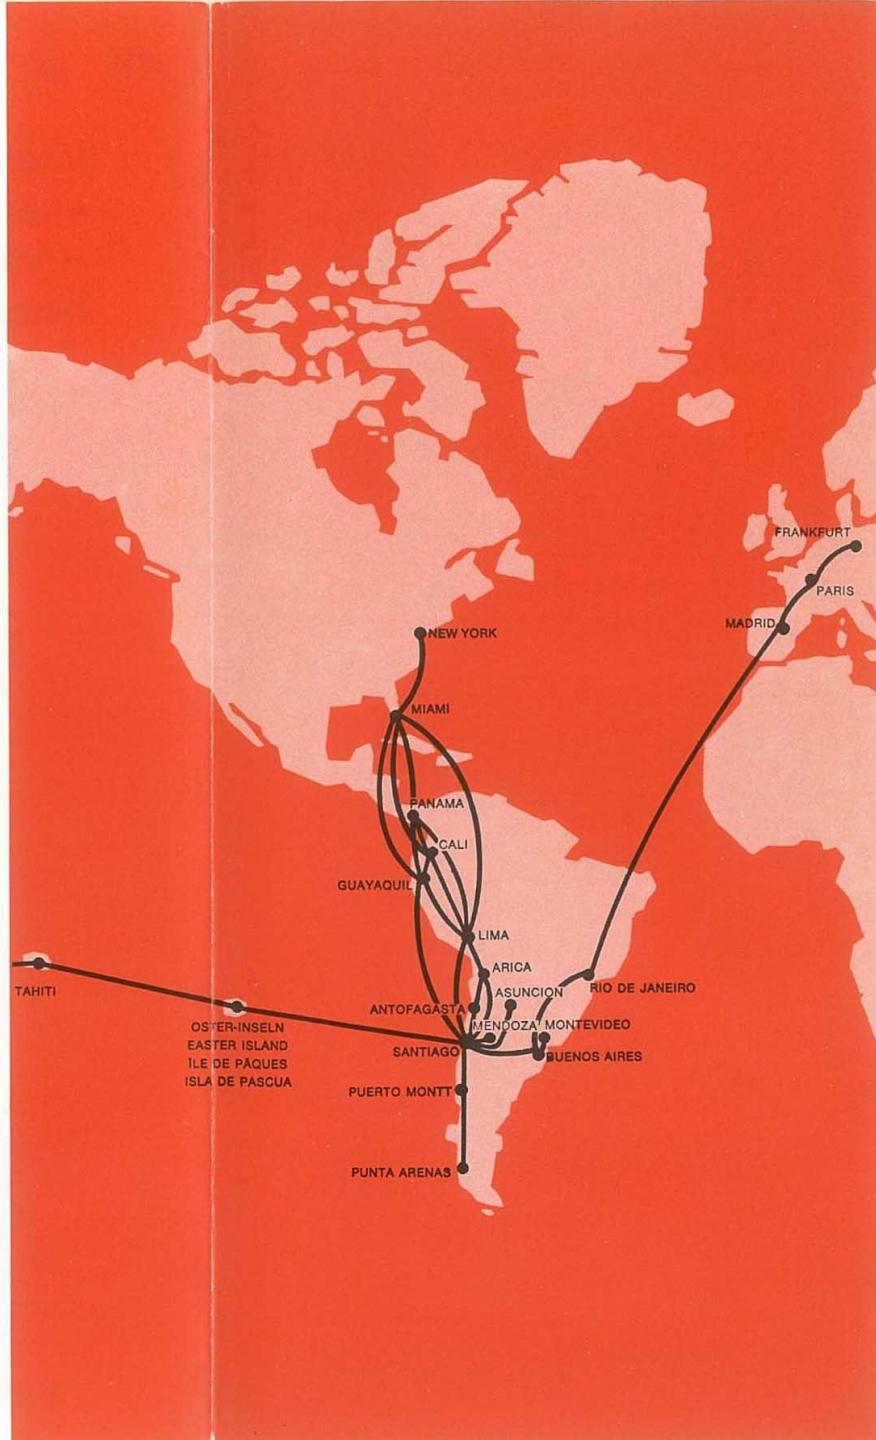 FRANKFURT
PARIS
MADRID
NEW YORK
MIAMI
PANAMA
CALI
GUAYAQUIL
LIMA
ARICA
TAHITI
ASUNCION
RIO DE JANEIRO
ANTOFAGASTA
OSTER-INSELN
EASTER ISLAND
ÎLE DE PÂQUES
ISLA DE PASCUA
MENDOZA
MONTEVIDEO
SANTIAGO
BUENOS AIRES
PUERTO MONTT
PUNTA ARENAS